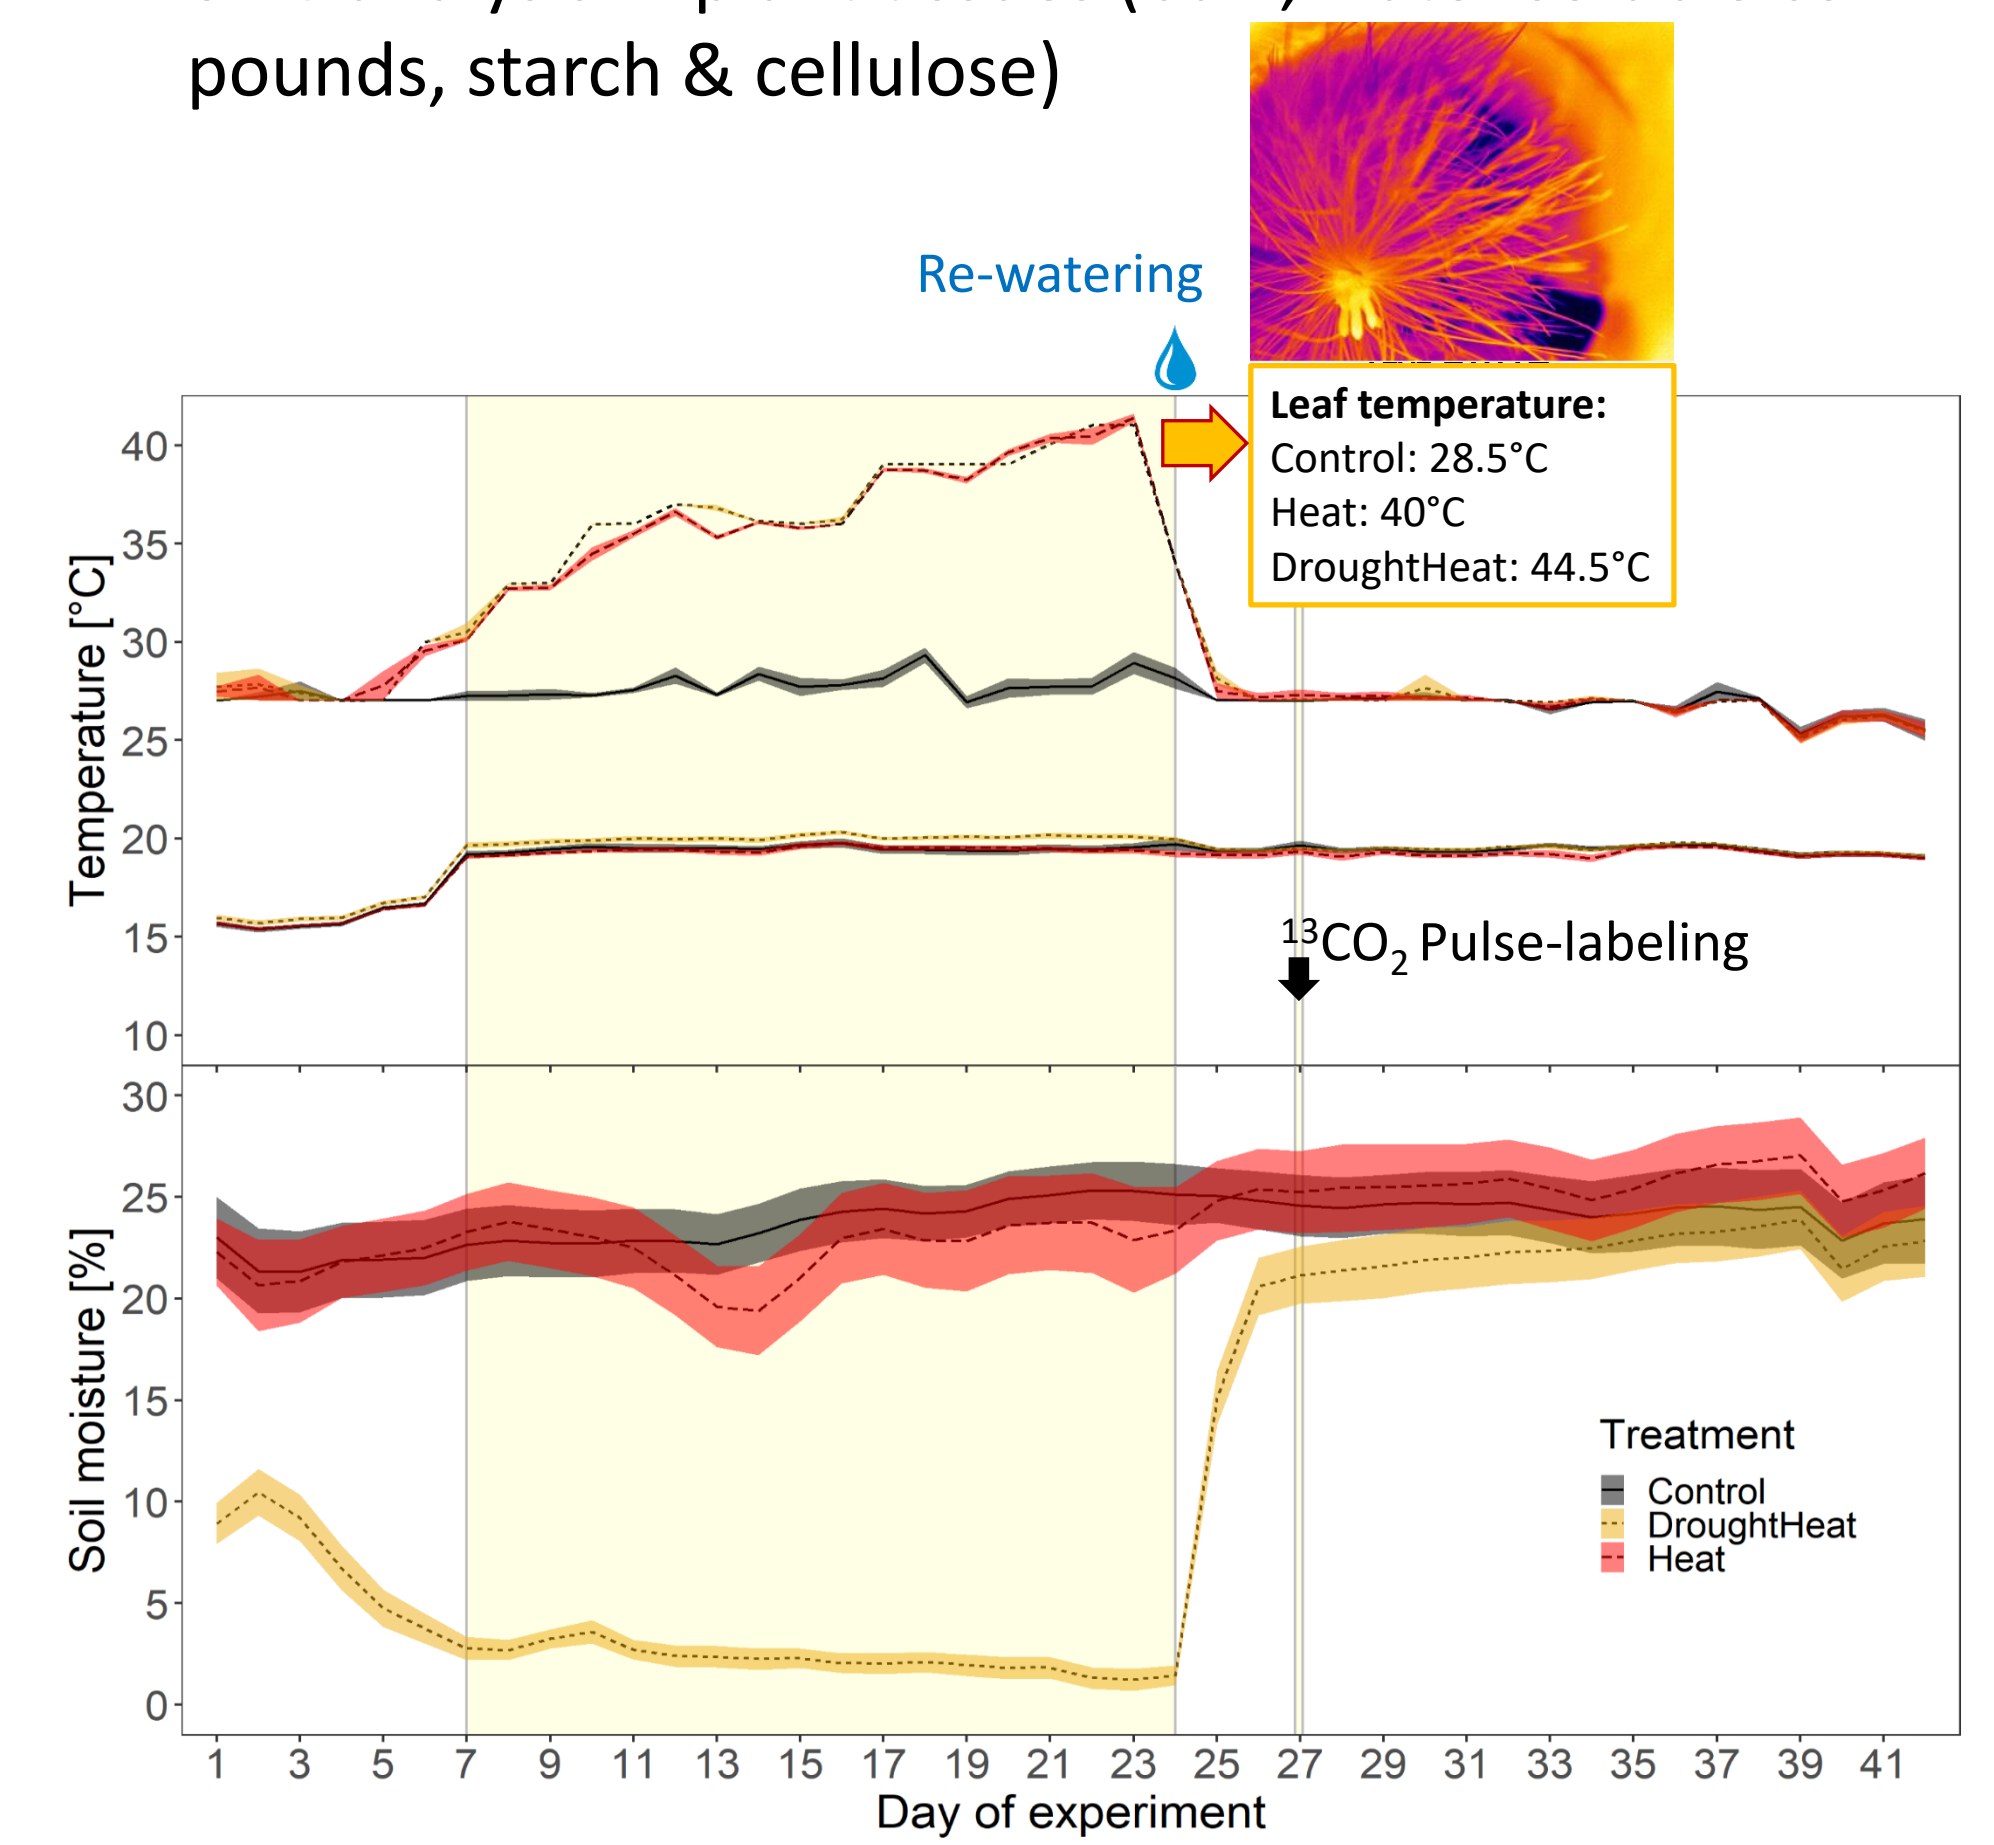 pounds, starch & cellulose)
Re-watering
Leaf temperature:
Control: 28.5°C
Heat: 40°C
DroughtHeat: 44.5°C
Temperature [°C]
40
35
30
25
20
15
10
¹³CO₂ Pulse-labeling
Soil moisture [%]
30
25
20
15
10
5
0
Treatment
Control
DroughtHeat
Heat
1 3 5 7 9 11 13 15 17 19 21 23 25 27 29 31 33 35 37 39 41
Day of experiment